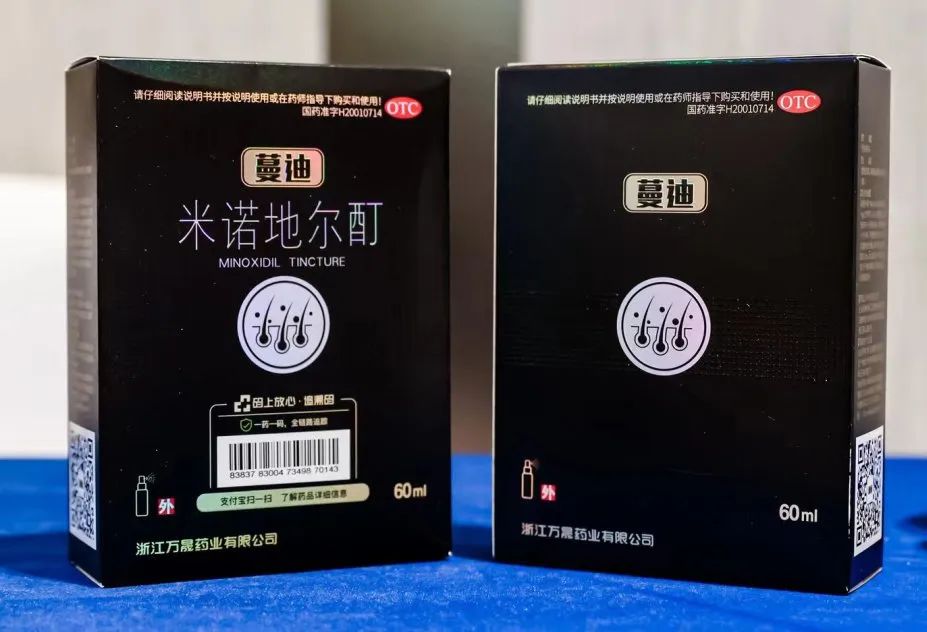 请仔细阅读说明书并按说明使用或在药师指导下购买和使用!
国药准字H20010714
OTC
蔓迪
米诺地尔酊
MINOXIDIL TINCTURE
码上放心·追溯码
一药一码,全链路追踪
83837 83004 73498 70143
支付宝扫一扫 了解药品详细信息
外
60ml
浙江万晟药业有限公司
请仔细阅读说明书并按说明使用或在药师指导下购买和使用!
国药准字H20010714
OTC
蔓迪
外
60ml
浙江万晟药业有限公司